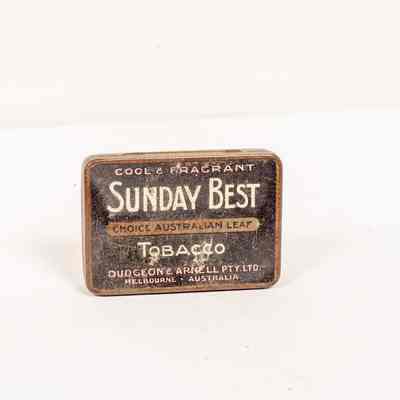 COOL & FRAGRANT
SUNDAY BEST
CHOICE AUSTRALIAN LEAF
TOBACCO
DUDGEON & ARNELL PTY. LTD.
MELBOURNE · AUSTRALIA